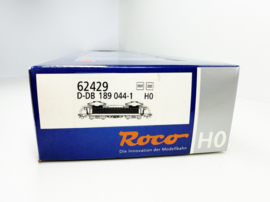 62429
D-DB 189 044-1 H0
Roco
Die Innovation der Modellbahn
H0